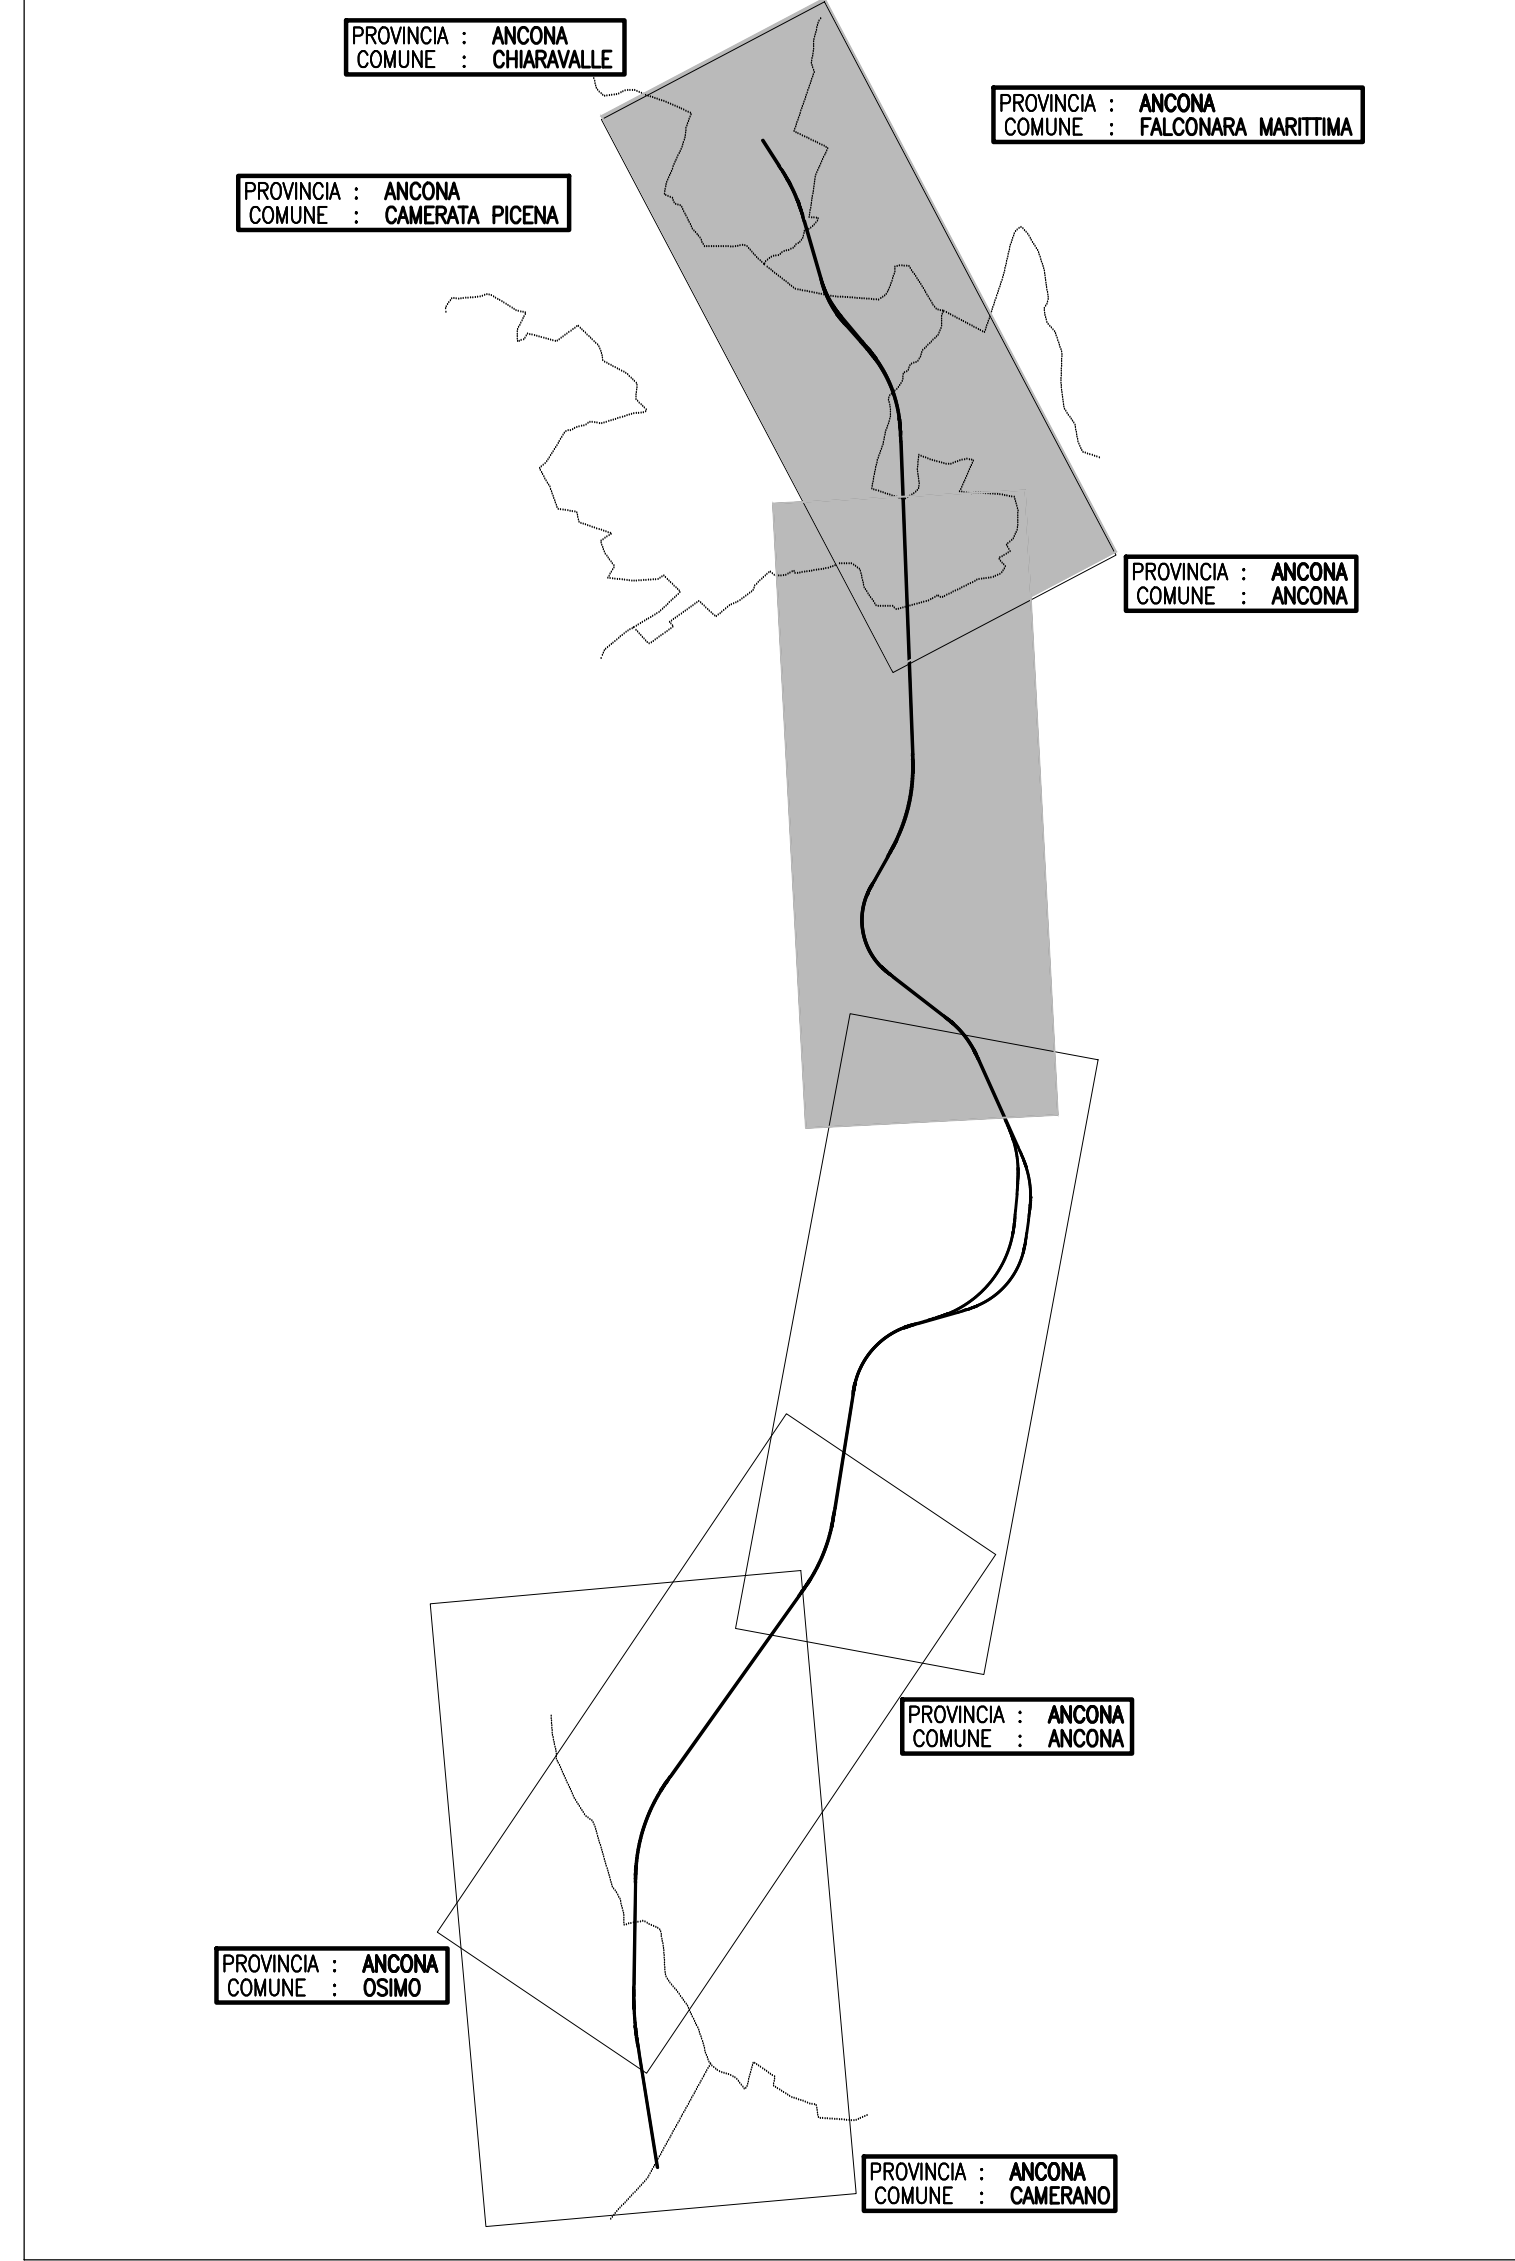 PROVINCIA : ANCONA
COMUNE : CHIARAVALLE
PROVINCIA : ANCONA
COMUNE : FALCONARA MARITTIMA
PROVINCIA : ANCONA
COMUNE : CAMERATA PICENA
PROVINCIA : ANCONA
COMUNE : ANCONA
PROVINCIA : ANCONA
COMUNE : ANCONA
PROVINCIA : ANCONA
COMUNE : OSIMO
PROVINCIA : ANCONA
COMUNE : CAMERANO